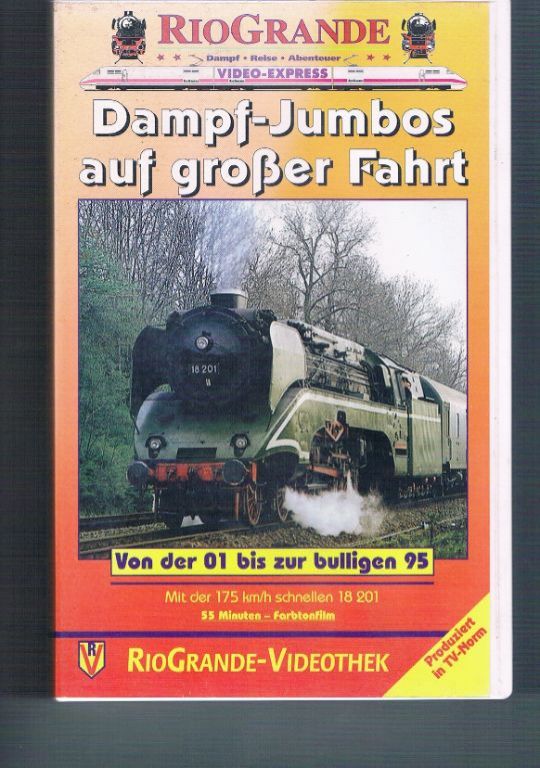 RIOGRANDE
Dampf • Reise • Abenteuer
VIDEO-EXPRESS
Dampf-Jumbos
auf großer Fahrt
18 201
Von der 01 bis zur bulligen 95
Mit der 175 km/h schnellen 18 201
55 Minuten – Farbtonfilm
RV
RIOGRANDE-VIDEOTHEK
Produziert
in TV-Norm